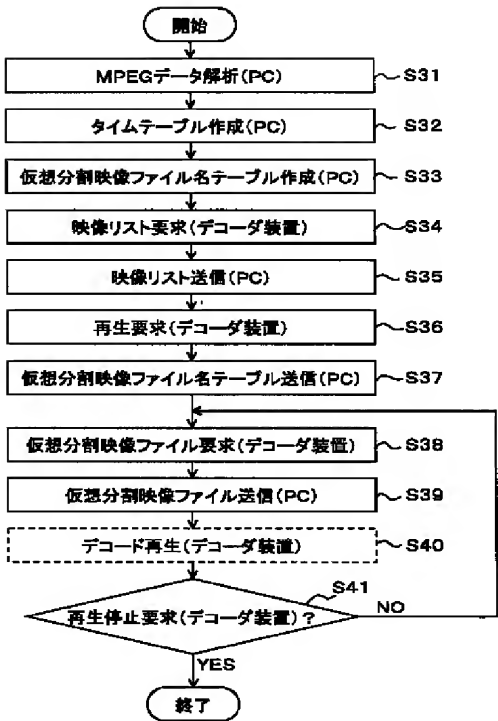 開始
MPEGデータ解析(PC) S31
タイムテーブル作成(PC) S32
仮想分割映像ファイル名テーブル作成(PC) S33
映像リスト要求(デコーダ装置) S34
映像リスト送信(PC) S35
再生要求(デコーダ装置) S36
仮想分割映像ファイル名テーブル送信(PC) S37
仮想分割映像ファイル要求(デコーダ装置) S38
仮想分割映像ファイル送信(PC) S39
デコード再生(デコーダ装置) S40
S41
再生停止要求(デコーダ装置)? NO
YES
終了